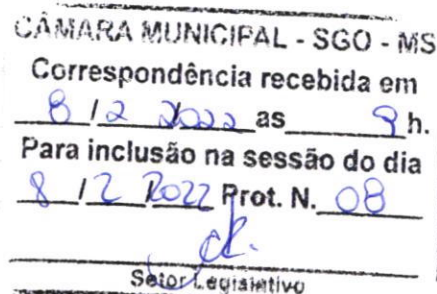 CÂMARA MUNICIPAL - SGO - MS
Correspondência recebida em
8 / 2 2022 as 9 h.
Para inclusão na sessão do dia
8 / 2 2022 Prot. N. 08
Setor Legislativo